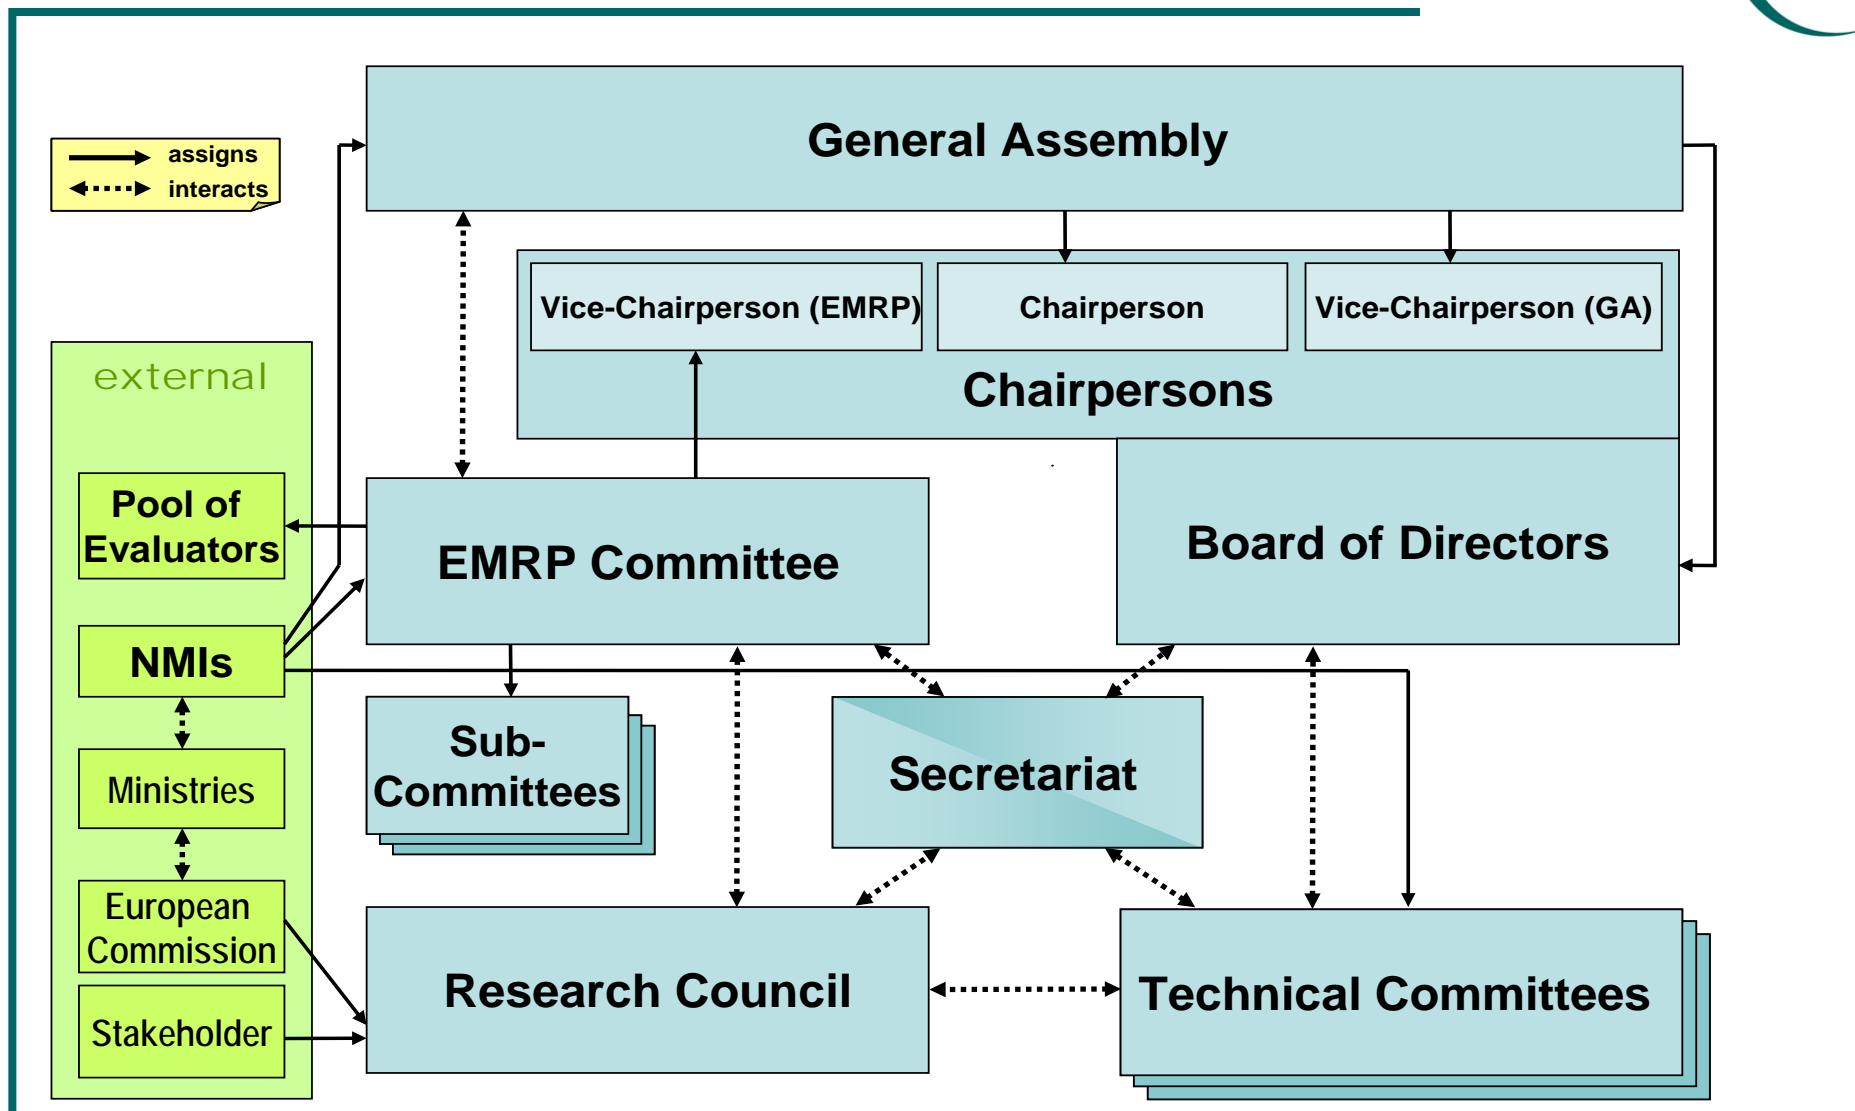 General Assembly
assigns
interacts
Vice-Chairperson (EMRP)
Chairperson
Vice-Chairperson (GA)
Chairpersons
external
Pool of
Evaluators
EMRP Committee
Board of Directors
NMIs
Sub-
Committees
Secretariat
Ministries
European
Commission
Research Council
Technical Committees
Stakeholder